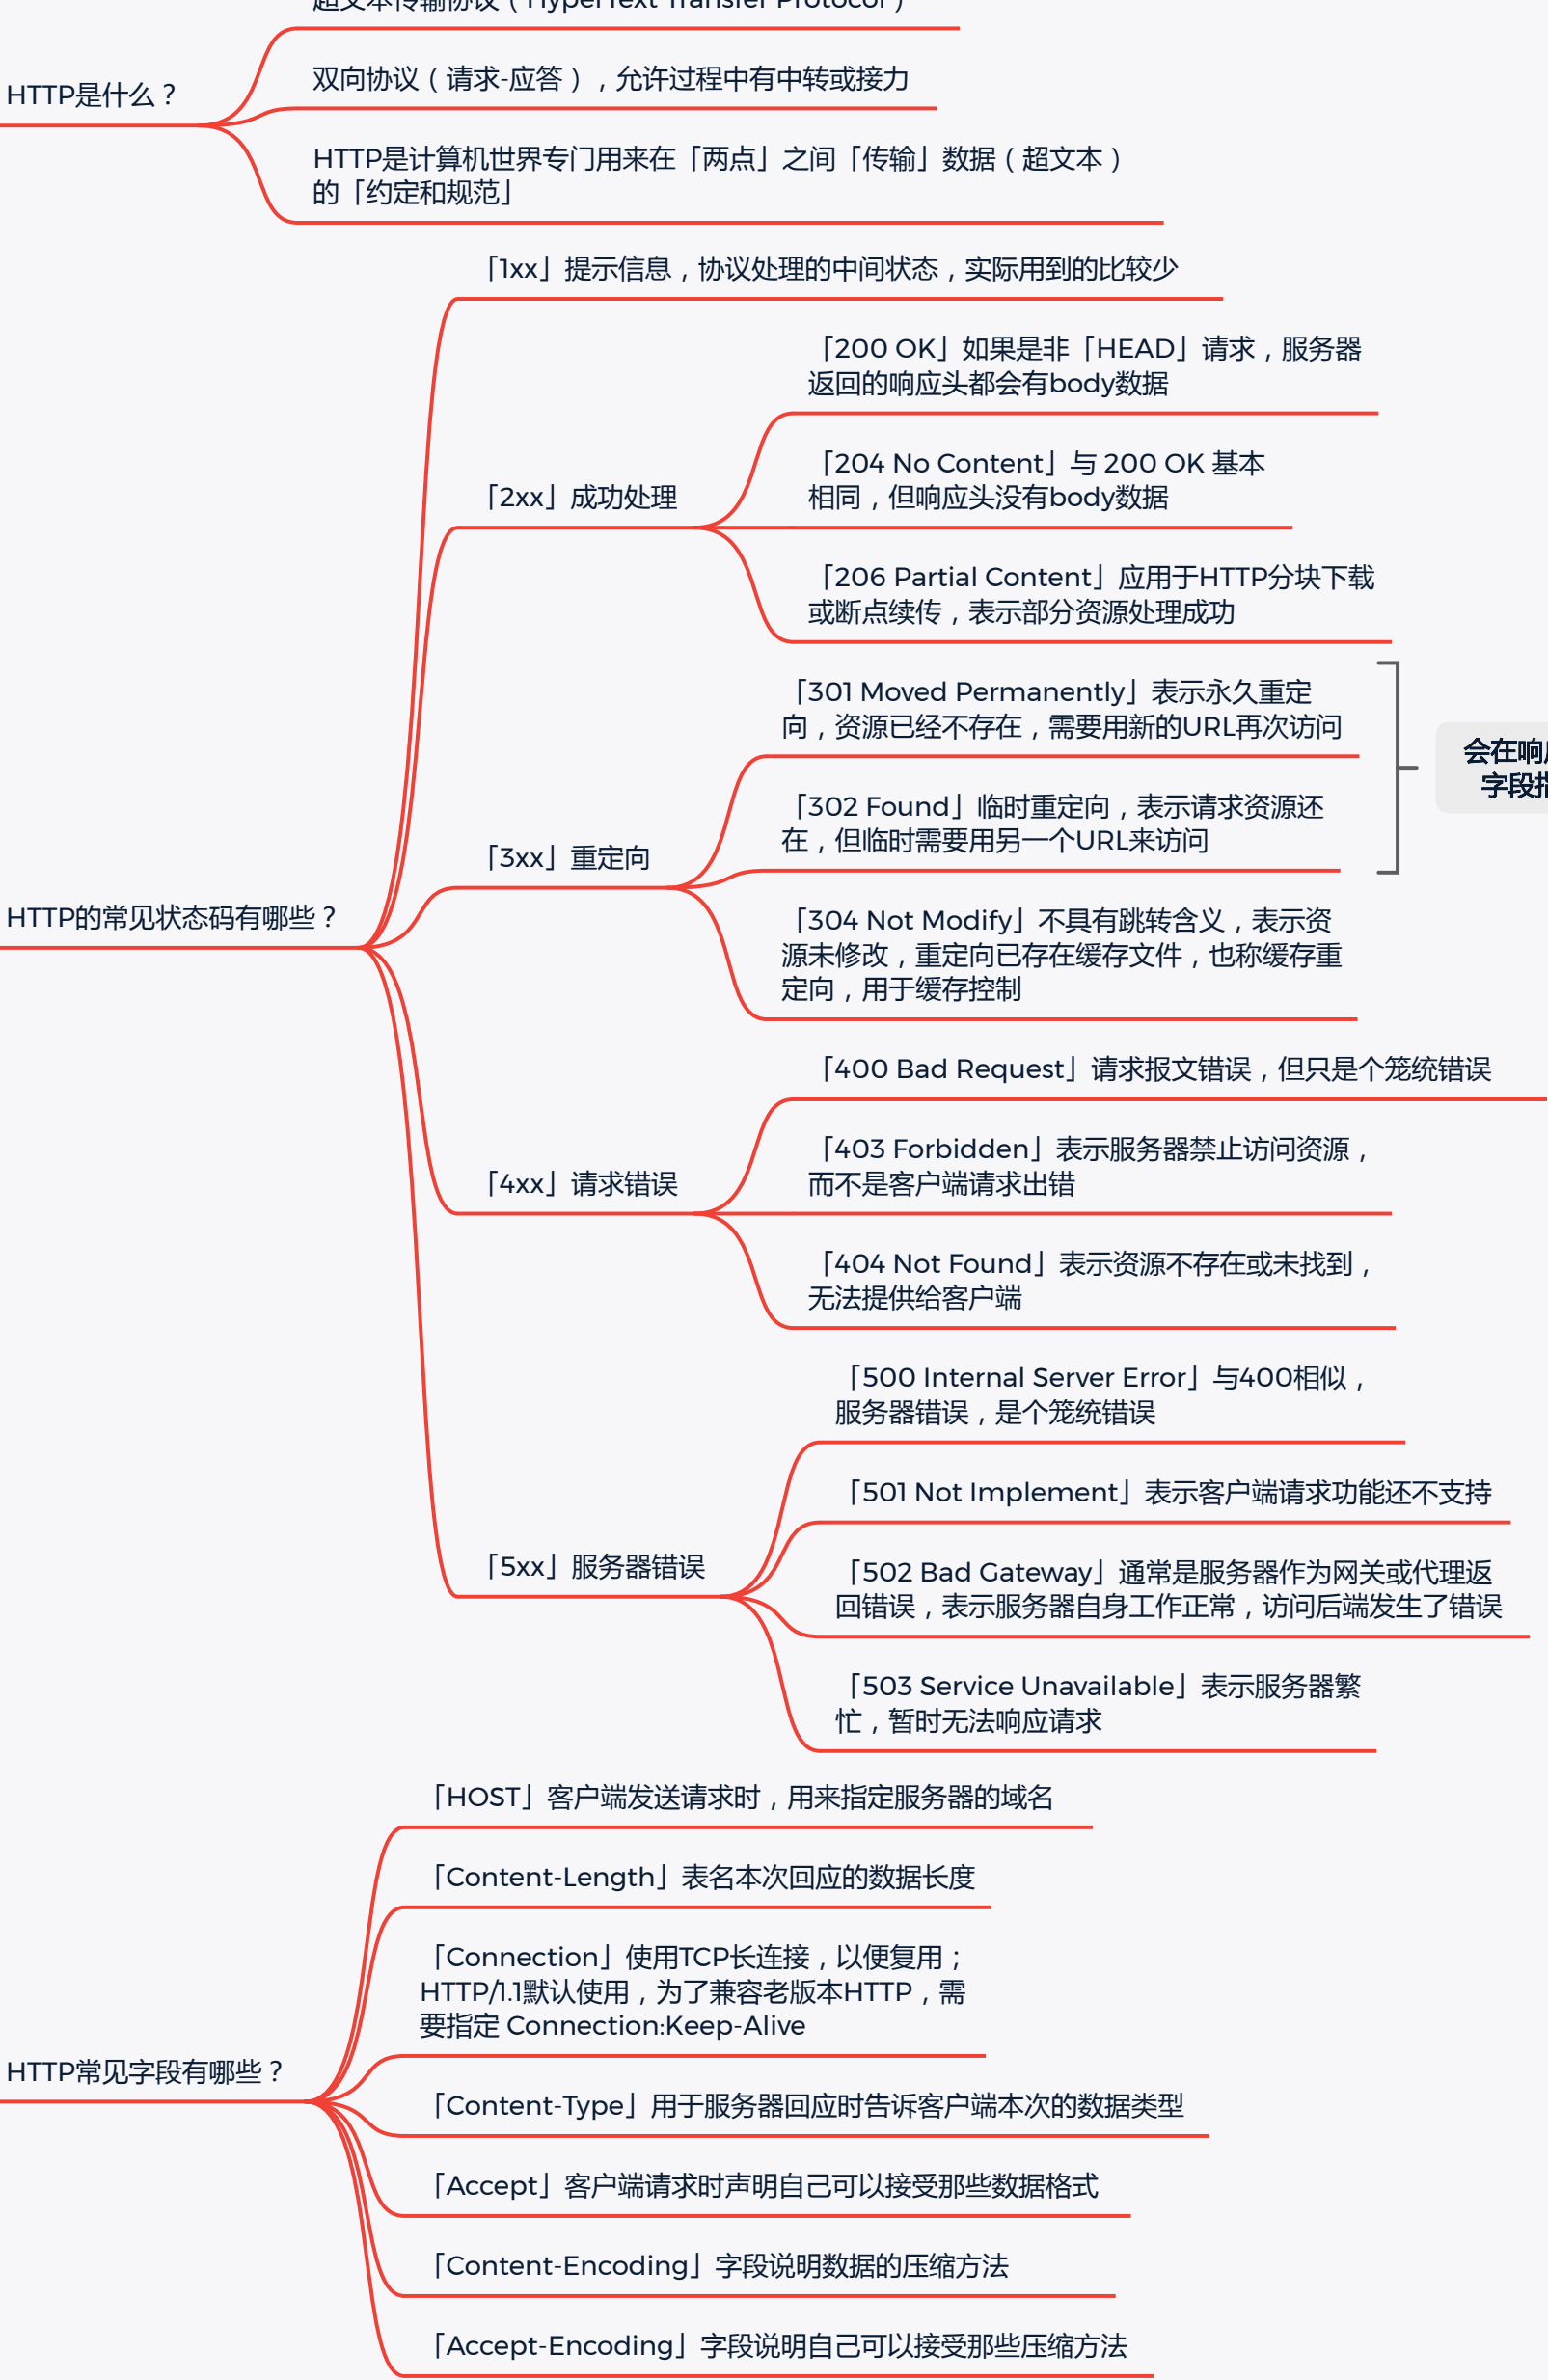 超文本传输协议（HyperText Transfer Protocol）
HTTP是什么？
双向协议（请求-应答），允许过程中有中转或接力
HTTP是计算机世界专门用来在「两点」之间「传输」数据（超文本）
的「约定和规范」
HTTP的常见状态码有哪些？
「1xx」提示信息，协议处理的中间状态，实际用到的比较少
「2xx」成功处理
「200 OK」如果是非「HEAD」请求，服务器
返回的响应头都会有body数据
「204 No Content」与 200 OK 基本
相同，但响应头没有body数据
「206 Partial Content」应用于HTTP分块下载
或断点续传，表示部分资源处理成功
「3xx」重定向
「301 Moved Permanently」表示永久重定
向，资源已经不存在，需要用新的URL再次访问
「302 Found」临时重定向，表示请求资源还
在，但临时需要用另一个URL来访问
会在响
字段
「304 Not Modify」不具有跳转含义，表示资
源未修改，重定向已存在缓存文件，也称缓存重
定向，用于缓存控制
「4xx」请求错误
「400 Bad Request」请求报文错误，但只是个笼统错误
「403 Forbidden」表示服务器禁止访问资源，
而不是客户端请求出错
「404 Not Found」表示资源不存在或未找到，
无法提供给客户端
「5xx」服务器错误
「500 Internal Server Error」与400相似，
服务器错误，是个笼统错误
「501 Not Implement」表示客户端请求功能还不支持
「502 Bad Gateway」通常是服务器作为网关或代理返
回错误，表示服务器自身工作正常，访问后端发生了错误
「503 Service Unavailable」表示服务器繁
忙，暂时无法响应请求
HTTP常见字段有哪些？
「HOST」客户端发送请求时，用来指定服务器的域名
「Content-Length」表名本次回应的数据长度
「Connection」使用TCP长连接，以便复用；
HTTP/1.1默认使用，为了兼容老版本HTTP，需
要指定 Connection:Keep-Alive
「Content-Type」用于服务器回应时告诉客户端本次的数据类型
「Accept」客户端请求时声明自己可以接受那些数据格式
「Content-Encoding」字段说明数据的压缩方法
「Accept-Encoding」字段说明自己可以接受那些压缩方法